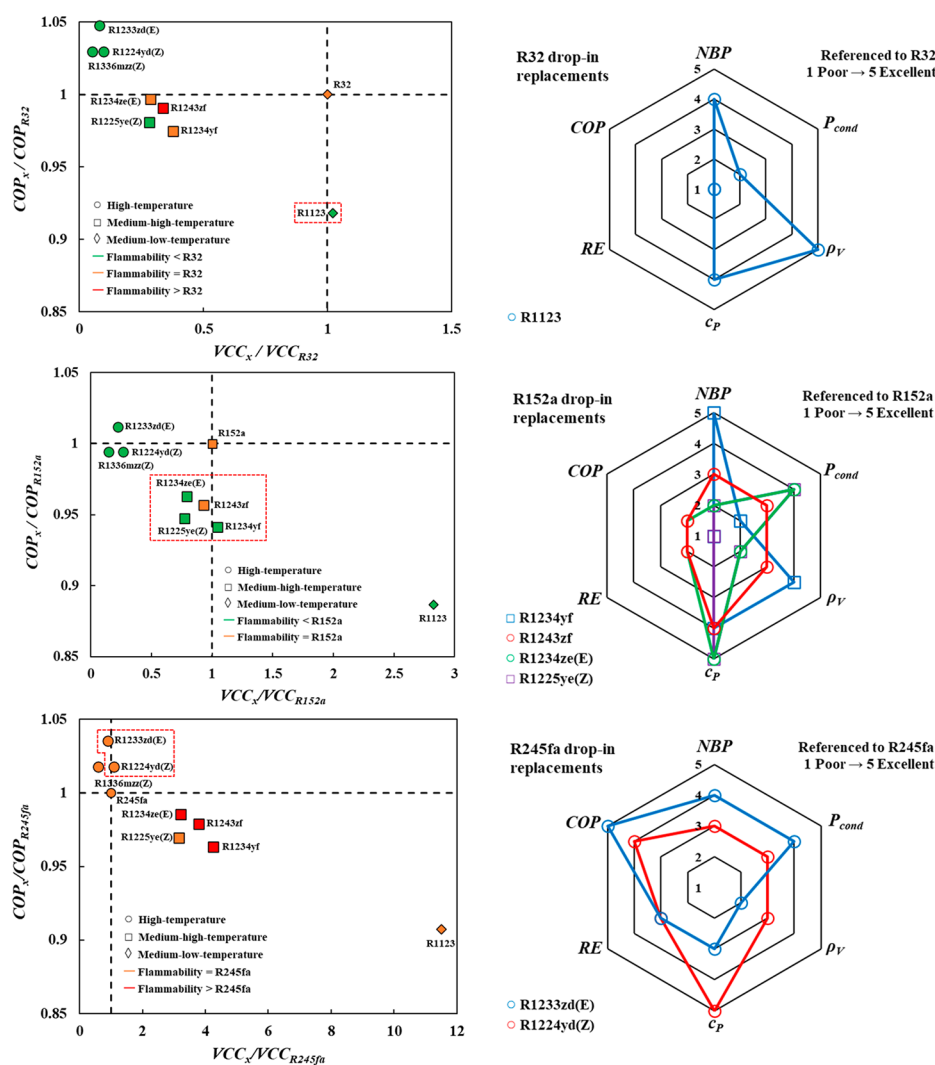 1.05
R1233zd(E)
R1224yd(Z)
R1336mzz(Z)
1
R32
R1234ze(E)
R1243zf
R1225ye(Z)
R1234yf
0.95
COPx / COPR32
High-temperature
Medium-high-temperature
R1123
Medium-low-temperature
0.9
Flammability < R32
Flammability = R32
Flammability > R32
0.85
0 0.5 1 1.5
VCCx / VCCR32
R32 drop-in
replacements
Referenced to R32
1 Poor → 5 Excellent
NBP
5
4
3
2
1
COP
Pcond
RE
ρV
cP
R1123
1.05
R1233zd(E)
R152a
1
R1224yd(Z)
R1336mzz(Z)
R1234ze(E)
R1243zf
0.95
R1225ye(Z)
R1234yf
COPx / COPR152a
High-temperature
Medium-high-temperature
0.9
Medium-low-temperature
Flammability < R152a
R1123
Flammability = R152a
0.85
0 0.5 1 1.5 2 2.5 3
VCCx/VCCR152a
R152a drop-in
replacements
Referenced to R152a
1 Poor → 5 Excellent
NBP
5
4
3
2
1
COP
Pcond
RE
ρV
cP
R1234yf
R1243zf
R1234ze(E)
R1225ye(Z)
1.05
R1233zd(E)
R1224yd(Z)
R1336mzz(Z)
1
R245fa
R1234ze(E)
R1243zf
R1225ye(Z)
R1234yf
0.95
COPx/COPR245fa
High-temperature
R1123
0.9
Medium-high-temperature
Medium-low-temperature
Flammability = R245fa
Flammability > R245fa
0.85
0 2 4 6 8 10 12
VCCx/VCCR245fa
R245fa drop-in
replacements
Referenced to R245fa
1 Poor → 5 Excellent
NBP
5
4
3
2
1
COP
Pcond
RE
ρV
cP
R1233zd(E)
R1224yd(Z)